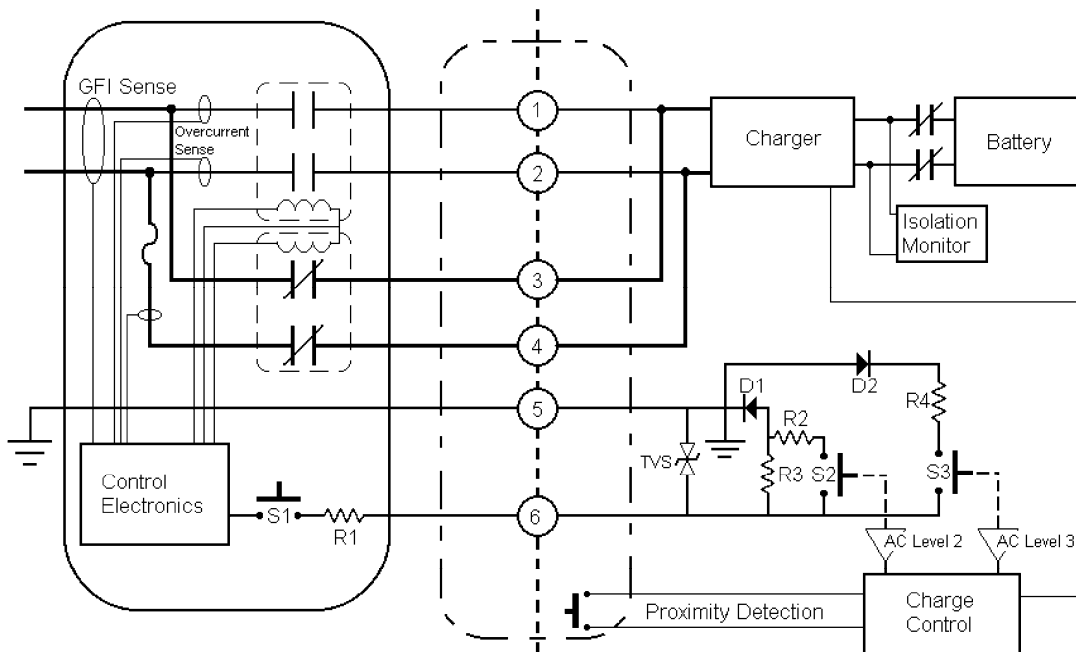 GFI Sense
Overcurrent
Sense
1
2
3
4
5
6
Charger
Battery
Isolation
Monitor
D1
D2
R2
R4
TVS
R3
S2
S3
Control
Electronics
S1
R1
AC Level 2
AC Level 3
Proximity Detection
Charge
Control